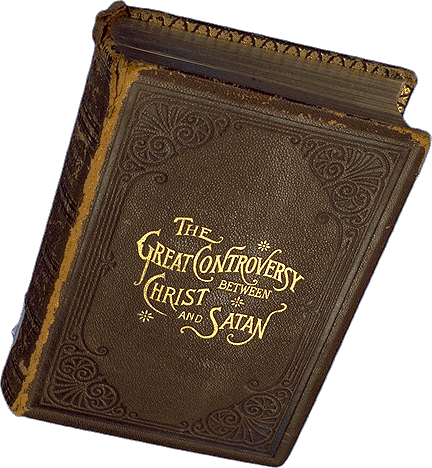 THE
GREAT CONTROVERSY
BETWEEN
CHRIST
AND SATAN